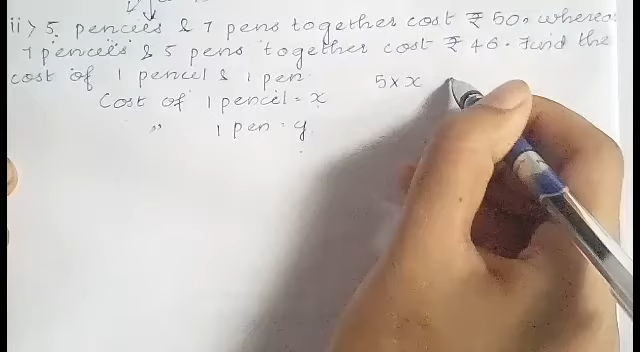 ii > 5 pencils & 7 pens together cost ₹ 50, whereas
7 pencils & 5 pens together cost ₹ 46. Find the
cost of 1 pencil & 1 pen.
Cost of 1 pencil = x 5 × x
" 1 pen = y